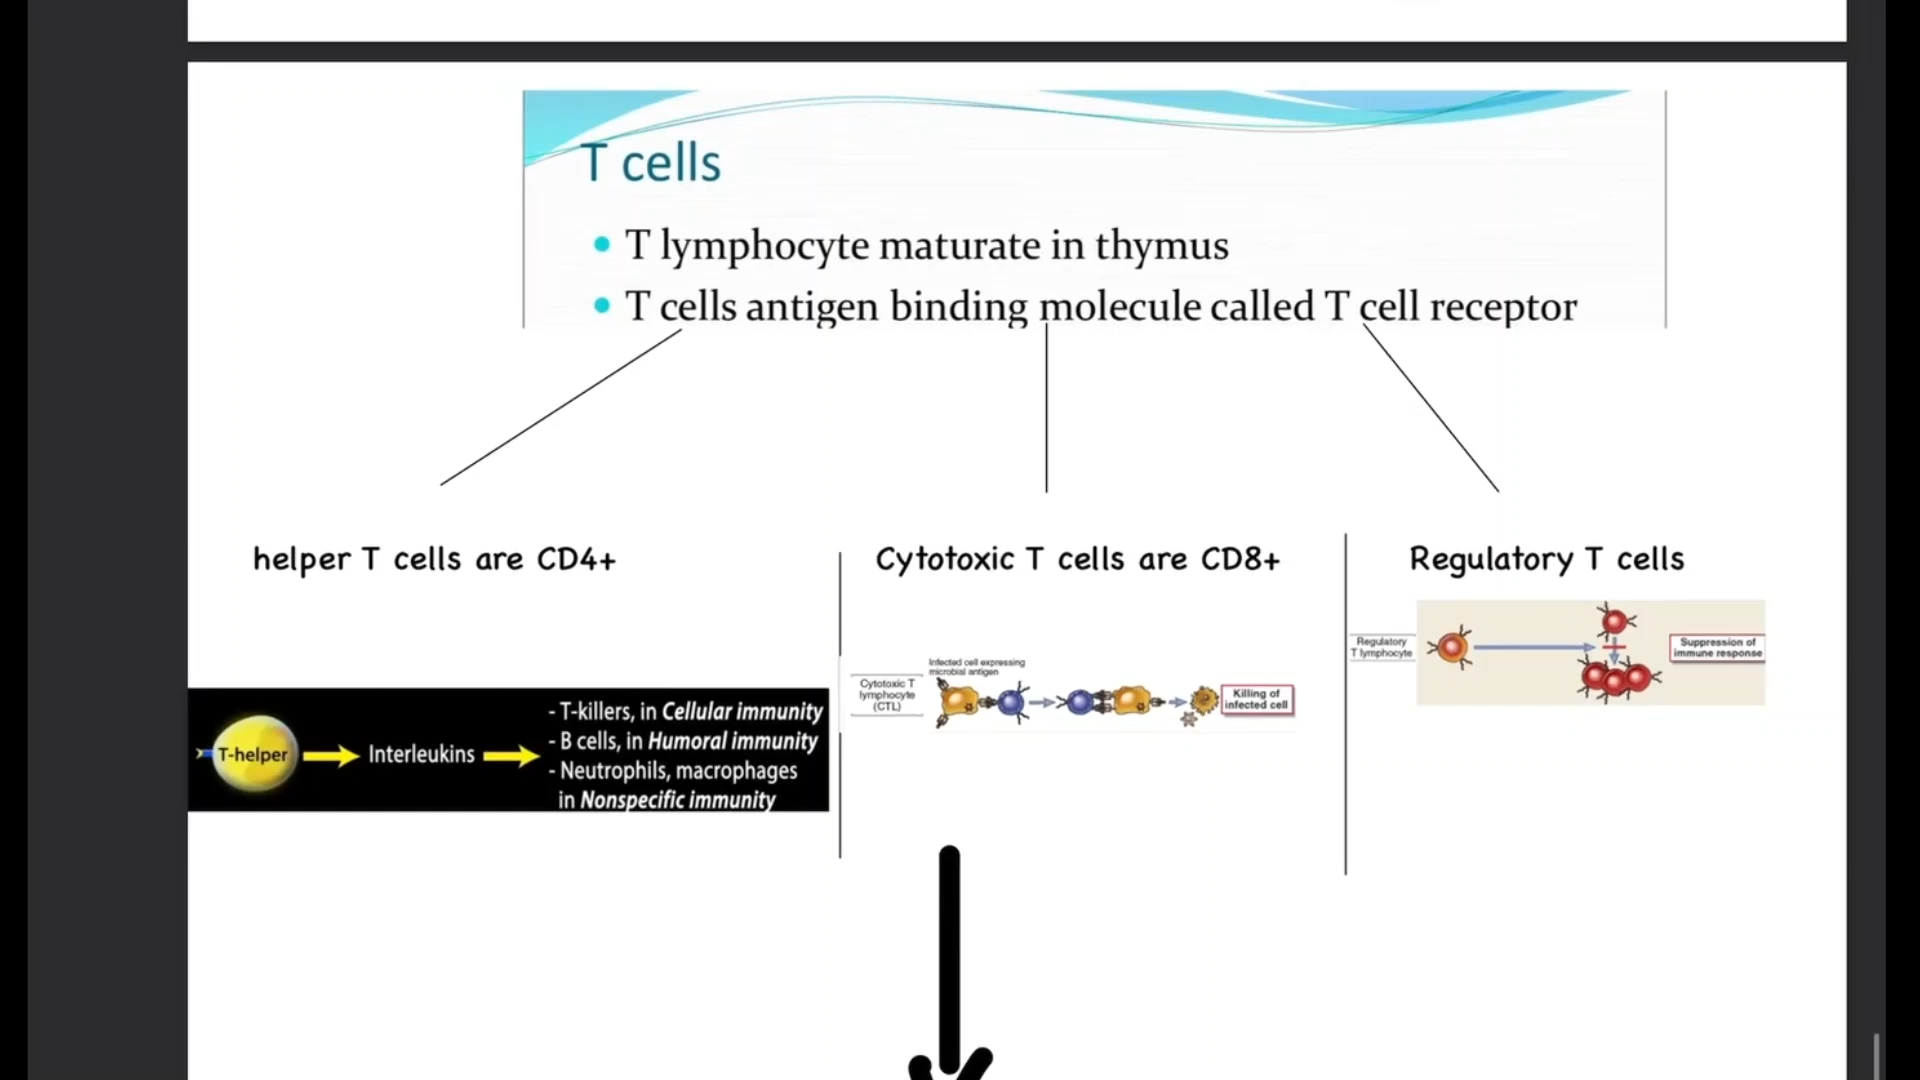 T cells
T lymphocyte maturate in thymus
T cells antigen binding molecule called T cell receptor
helper T cells are CD4+
T-helper
Interleukins
- T-killers, in Cellular immunity
- B cells, in Humoral immunity
- Neutrophils, macrophages
in Nonspecific immunity
Cytotoxic T cells are CD8+
Infected cell expressing
microbial antigen
Cytotoxic T
lymphocyte
(CTL)
Killing of
infected cell
Regulatory T cells
Regulatory
T lymphocyte
Suppression of
immune response